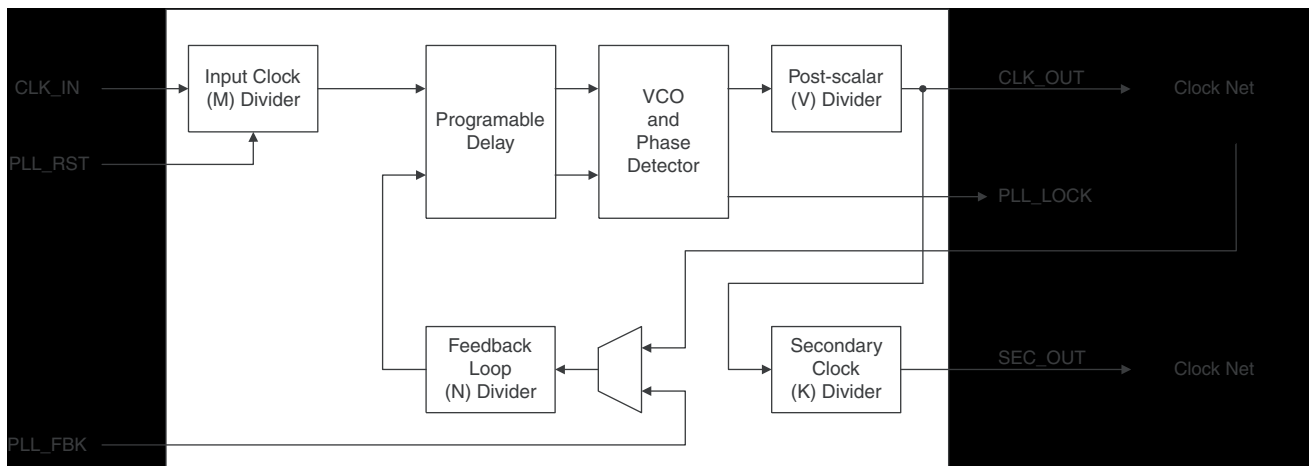 CLK_IN
Input Clock
(M) Divider
PLL_RST
Programable
Delay
VCO
and
Phase
Detector
Post-scalar
(V) Divider
CLK_OUT
Clock Net
PLL_LOCK
Feedback
Loop
(N) Divider
Secondary
Clock
(K) Divider
SEC_OUT
Clock Net
PLL_FBK